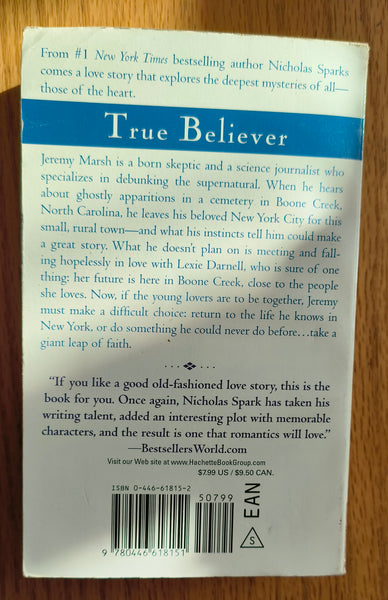 From #1 New York Times bestselling author Nicholas Sparks
comes a love story that explores the deepest mysteries of all—
those of the heart.
True Believer
Jeremy Marsh is a born skeptic and a science journalist who
specializes in debunking the supernatural. When he hears
about ghostly apparitions in a cemetery in Boone Creek,
North Carolina, he leaves his beloved New York City for this
small, rural town—and what his instincts tell him could make
a great story. What he doesn't plan on is meeting and fall-
ing hopelessly in love with Lexie Darnell, who is sure of one
thing: her future is here in Boone Creek, close to the people
she loves. Now, if the young lovers are to be together, Jeremy
must make a difficult choice: return to the life he knows in
New York, or do something he could never do before...take a
giant leap of faith.
"If you like a good old-fashioned love story, this is the
book for you. Once again, Nicholas Spark has taken his
writing talent, added an interesting plot with memorable
characters, and the result is one that romantics will love."
—BestsellersWorld.com
Visit our Web site at www.HachetteBookGroup.com
$7.99 US / $9.50 CAN.
ISBN 0-446-61815-2
50799
EAN
S
9 780446 618151